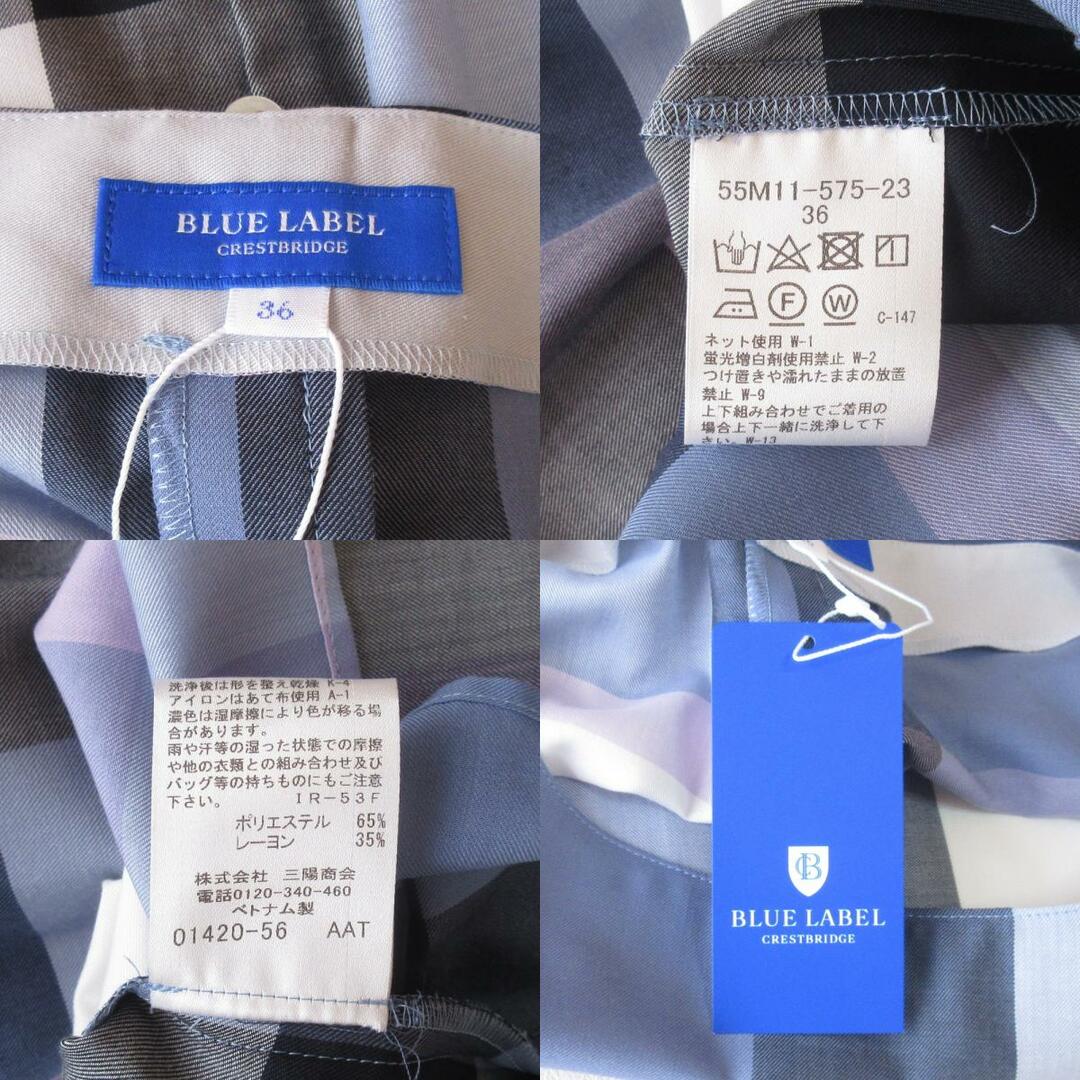 BLUE LABEL
CRESTBRIDGE
36
55M11-575-23
36
1
F
W
C-147
ネット使用 W-1
蛍光増白剤使用禁止 W-2
つけ置きや濡れたままの放置
禁止 W-9
上下組み合わせでご着用の
場合上下一緒に洗浄して下
さい。W-13
洗浄後は形を整え乾燥 K-4
アイロンはあて布使用 A-1
濃色は湿摩擦により色が移る場
合があります。
雨や汗等の湿った状態での摩擦
や他の衣類との組み合わせ及び
バッグ等の持ちものにもご注意
下さい。 IR-53F
ポリエステル 65%
レーヨン 35%
株式会社 三陽商会
電話0120-340-460
ベトナム製
01420-56 AAT
CB
BLUE LABEL
CRESTBRIDGE